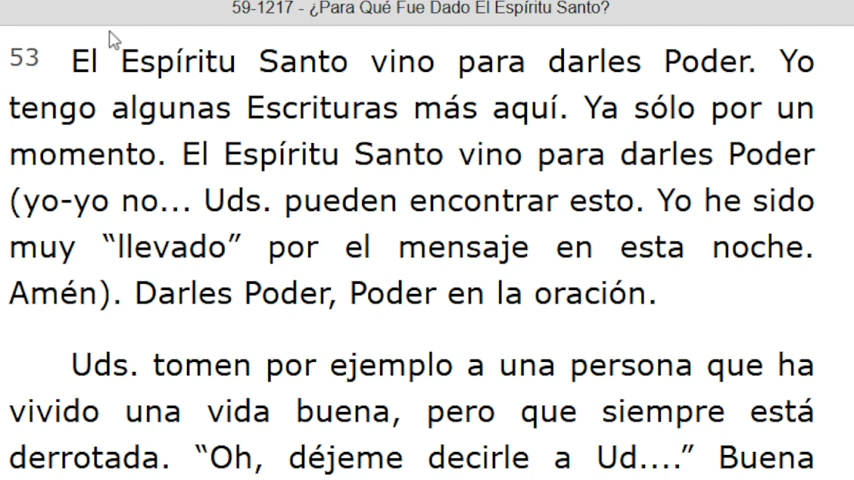 59-1217 - ¿Para Qué Fue Dado El Espíritu Santo?
53 El Espíritu Santo vino para darles Poder. Yo
tengo algunas Escrituras más aquí. Ya sólo por un
momento. El Espíritu Santo vino para darles Poder
(yo-yo no... Uds. pueden encontrar esto. Yo he sido
muy “llevado” por el mensaje en esta noche.
Amén). Darles Poder, Poder en la oración.
Uds. tomen por ejemplo a una persona que ha
vivido una vida buena, pero que siempre está
derrotada. “Oh, déjeme decirle a Ud....” Buena